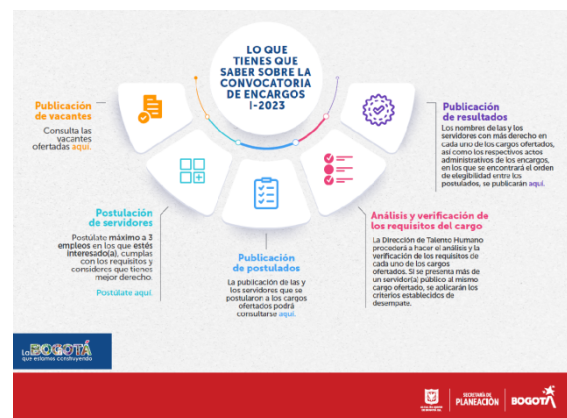 LO QUE
TIENES QUE
SABER SOBRE LA
CONVOCATORIA
DE ENCARGOS
I-2023
Publicación
de vacantes
Consulta las
vacantes
ofertadas aquí.
Postulación
de servidores
Postúlate máximo a 3
empleos en los que estés
interesado(a), cumplas
con los requisitos y
consideres que tienes
mejor derecho.
Postúlate aquí.
Publicación
de postulados
La publicación de las y
los servidores que se
postularon a los cargos
ofertados podrá
consultarse aquí.
Análisis y verificación de
los requisitos del cargo
La Dirección de Talento Humano
procederá a hacer el análisis y la
verificación de los requisitos de
cada uno de los cargos
ofertados. Si se presenta más de
un servidor(a) público al mismo
cargo ofertado, se aplicarán los
criterios establecidos de
desempate.
Publicación
de resultados
Los nombres de las y los
servidores con más derecho en
cada uno de los cargos ofertados,
así como los respectivos actos
administrativos de los encargos,
en los que se encontrará el orden
de elegibilidad entre los
postulados, se publicarán aquí.
La BOGOTÁ
que estamos construyendo
SECRETARÍA DE
PLANEACIÓN
BOGOTÁ